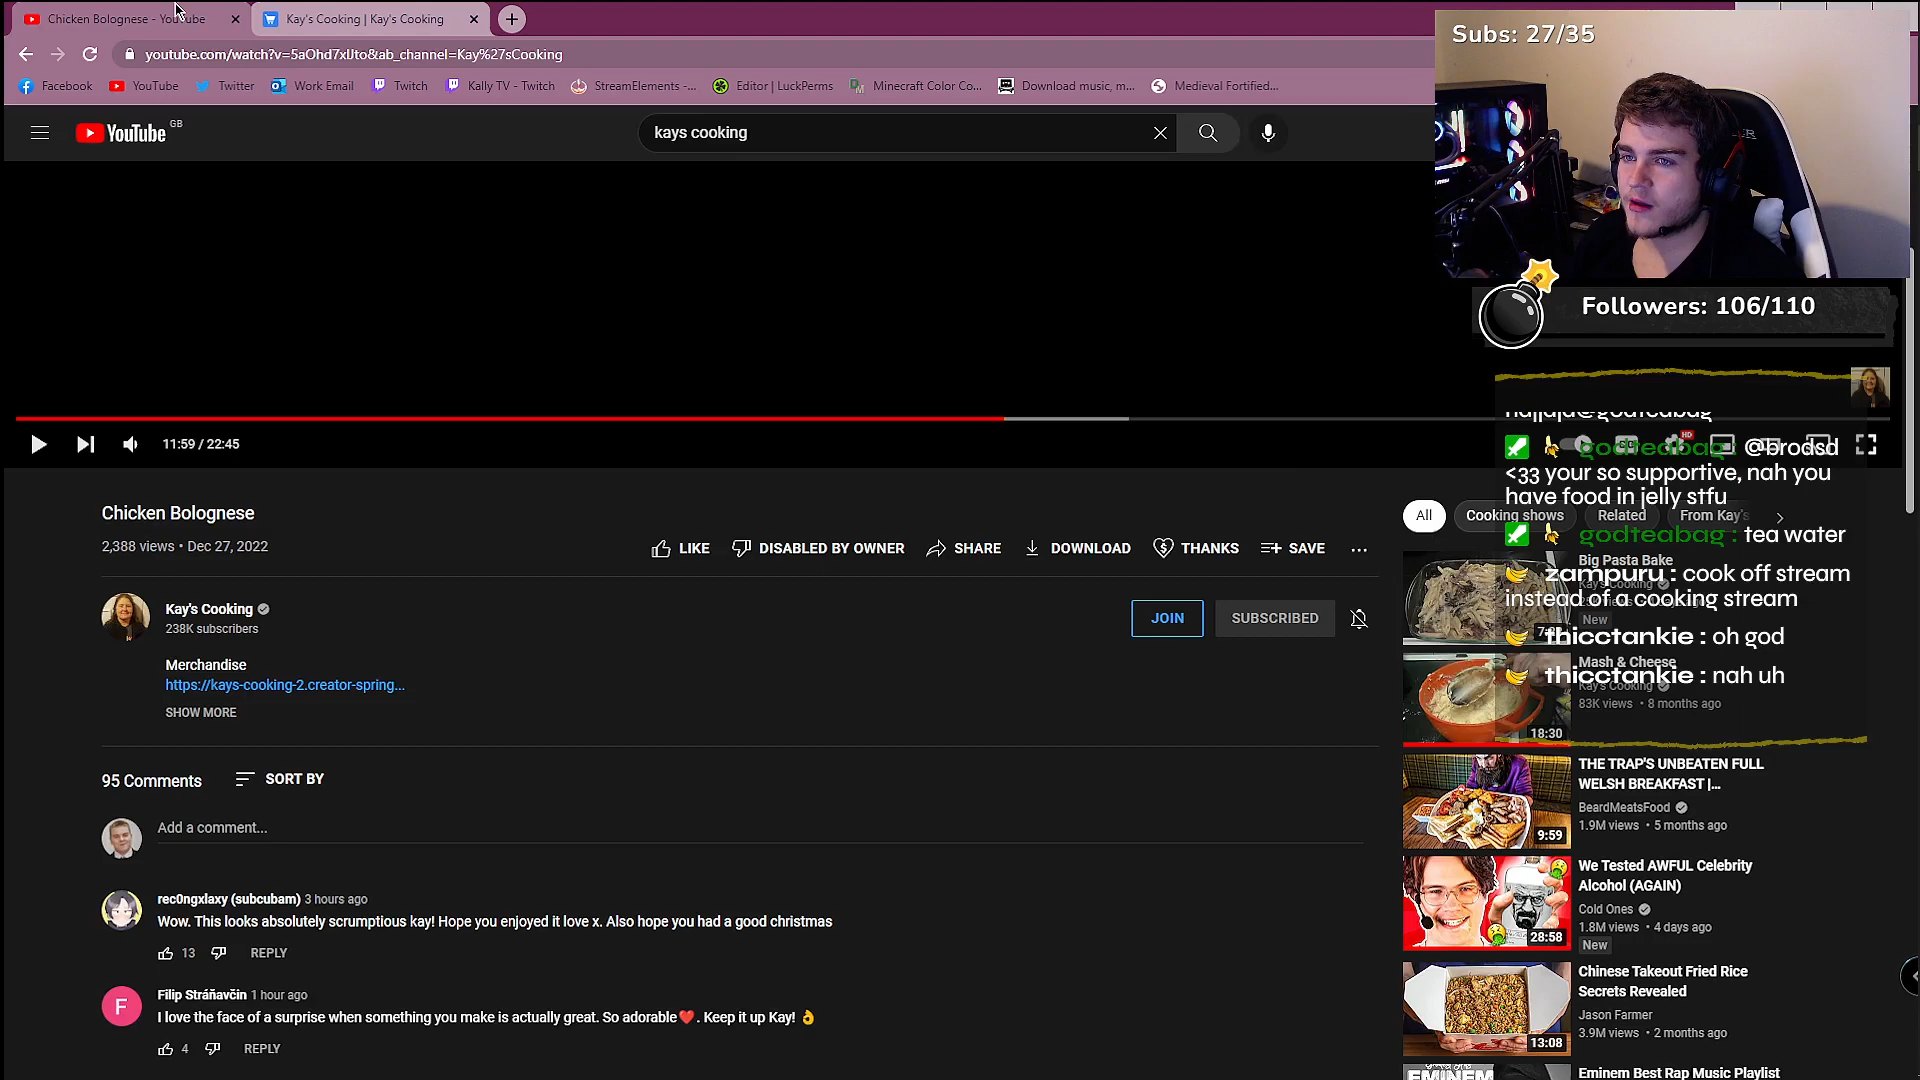 Chicken Bolognese - YouTube
Kay's Cooking | Kay's Cooking
youtube.com/watch?v=5aOhd7xlJto&ab_channel=Kay%27sCooking
Facebook
YouTube
Twitter
Work Email
Twitch
Kally TV - Twitch
StreamElements -...
Editor | LuckPerms
Minecraft Color Co...
Download music, m...
Medieval Fortified...
Subs: 27/35
YouTube GB
kays cooking
Followers: 106/110
11:59 / 22:45
HD
godteabag : @brodsd
<33 your so supportive, nah you
have food in jelly stfu
godteabag : tea water
zampuru : cook off stream
instead of a cooking stream
thicctankie : oh god
thicctankie : nah uh
Chicken Bolognese
2,388 views • Dec 27, 2022
LIKE
DISABLED BY OWNER
SHARE
DOWNLOAD
THANKS
SAVE
Kay's Cooking
238K subscribers
JOIN
SUBSCRIBED
Merchandise
https://kays-cooking-2.creator-spring...
SHOW MORE
95 Comments
SORT BY
Add a comment...
rec0ngxlaxy (subcubam) 3 hours ago
Wow. This looks absolutely scrumptious kay! Hope you enjoyed it love x. Also hope you had a good christmas
13
REPLY
F
Filip Stráňavčin 1 hour ago
I love the face of a surprise when something you make is actually great. So adorable❤️. Keep it up Kay! 👌
4
REPLY
All
Cooking shows
Related
From Kay's
Big Pasta Bake
Kay's Cooking
New
Mash & Cheese
Kay's Cooking
83K views • 8 months ago
18:30
THE TRAP'S UNBEATEN FULL
WELSH BREAKFAST |...
BeardMeatsFood
1.9M views • 5 months ago
9:59
We Tested AWFUL Celebrity
Alcohol (AGAIN)
Cold Ones
1.8M views • 4 days ago
New
28:58
Chinese Takeout Fried Rice
Secrets Revealed
Jason Farmer
3.9M views • 2 months ago
13:08
Eminem Best Rap Music Playlist
EMINEM